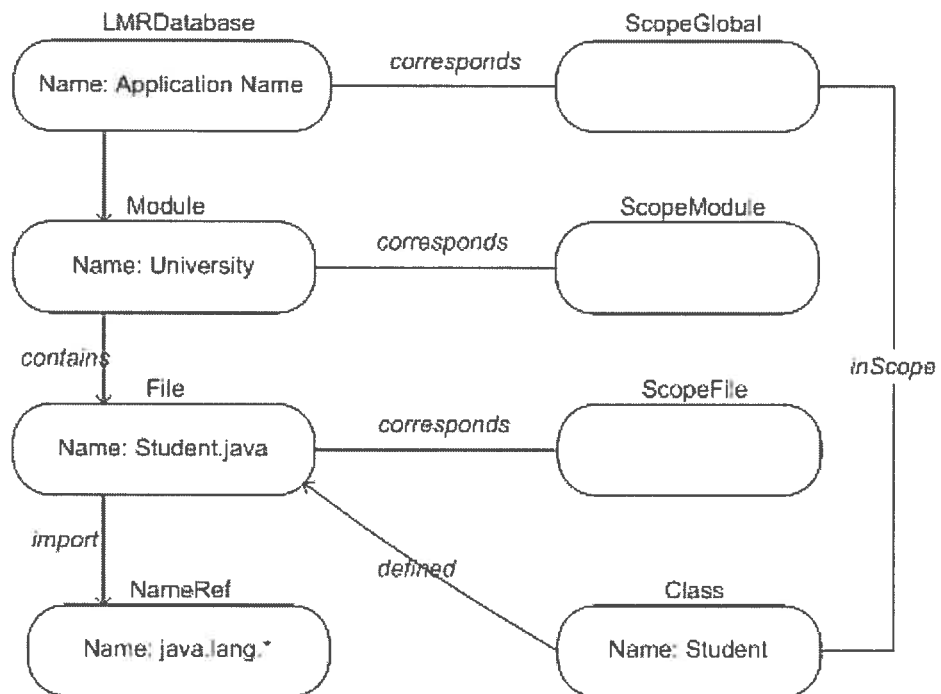 LMRDatabase
ScopeGlobal
Name: Application Name
corresponds
Module
ScopeModule
Name: University
corresponds
contains
inScope
File
ScopeFile
Name: Student.java
corresponds
import
defined
NameRef
Class
Name: java.lang.*
Name: Student